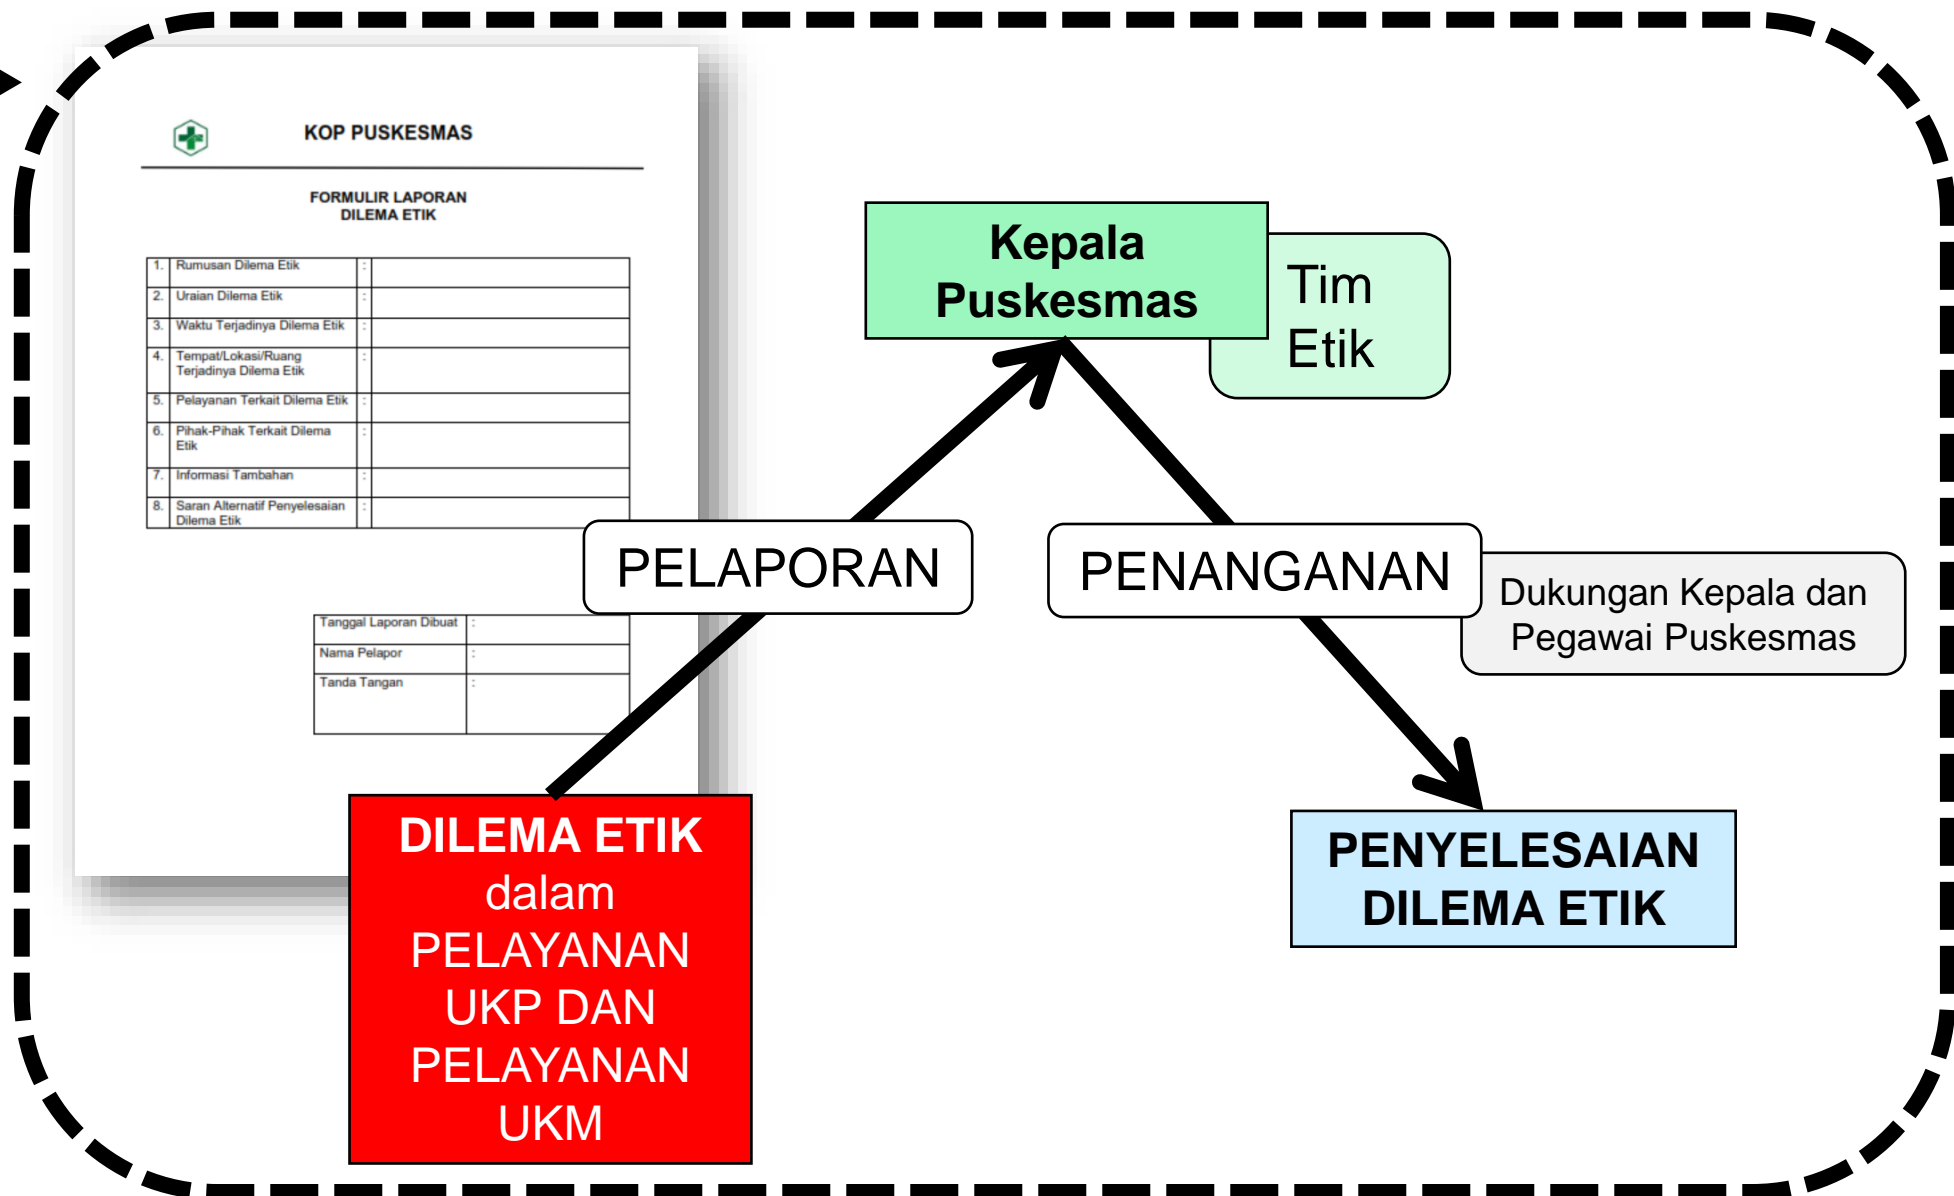 KOP PUSKESMAS
FORMULIR LAPORAN
DILEMA ETIK
1. Rumusan Dilema Etik :
2. Uraian Dilema Etik :
3. Waktu Terjadinya Dilema Etik :
4. Tempat/Lokasi/Ruang :
Terjadinya Dilema Etik
5. Pelayanan Terkait Dilema Etik :
6. Pihak-Pihak Terkait Dilema :
Etik
7. Informasi Tambahan :
8. Saran Alternatif Penyelesaian :
Dilema Etik
Tanggal Laporan Dibuat :
Nama Pelapor :
Tanda Tangan :
Kepala
Puskesmas
Tim
Etik
PELAPORAN
PENANGANAN
Dukungan Kepala dan
Pegawai Puskesmas
DILEMA ETIK
dalam
PELAYANAN
UKP DAN
PELAYANAN
UKM
PENYELESAIAN
DILEMA ETIK